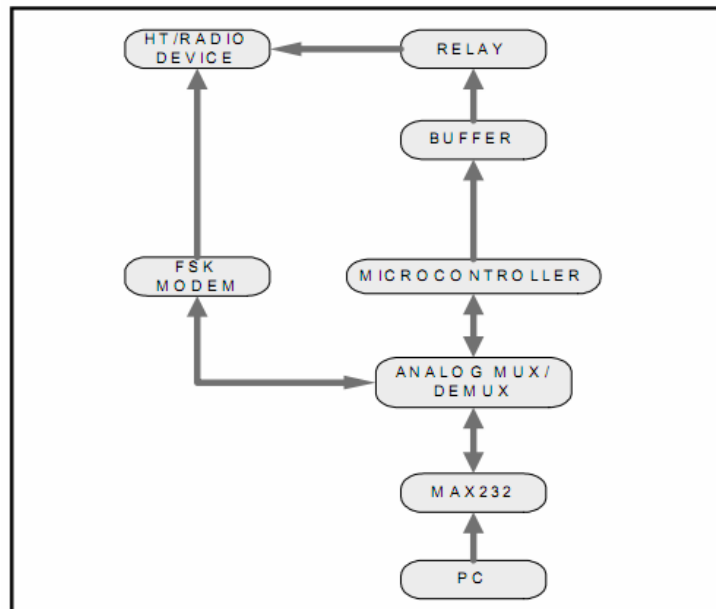 HT/RADIO
DEVICE
RELAY
BUFFER
FSK
MODEM
MICROCONTROLLER
ANALOG MUX/
DEMUX
MAX232
PC